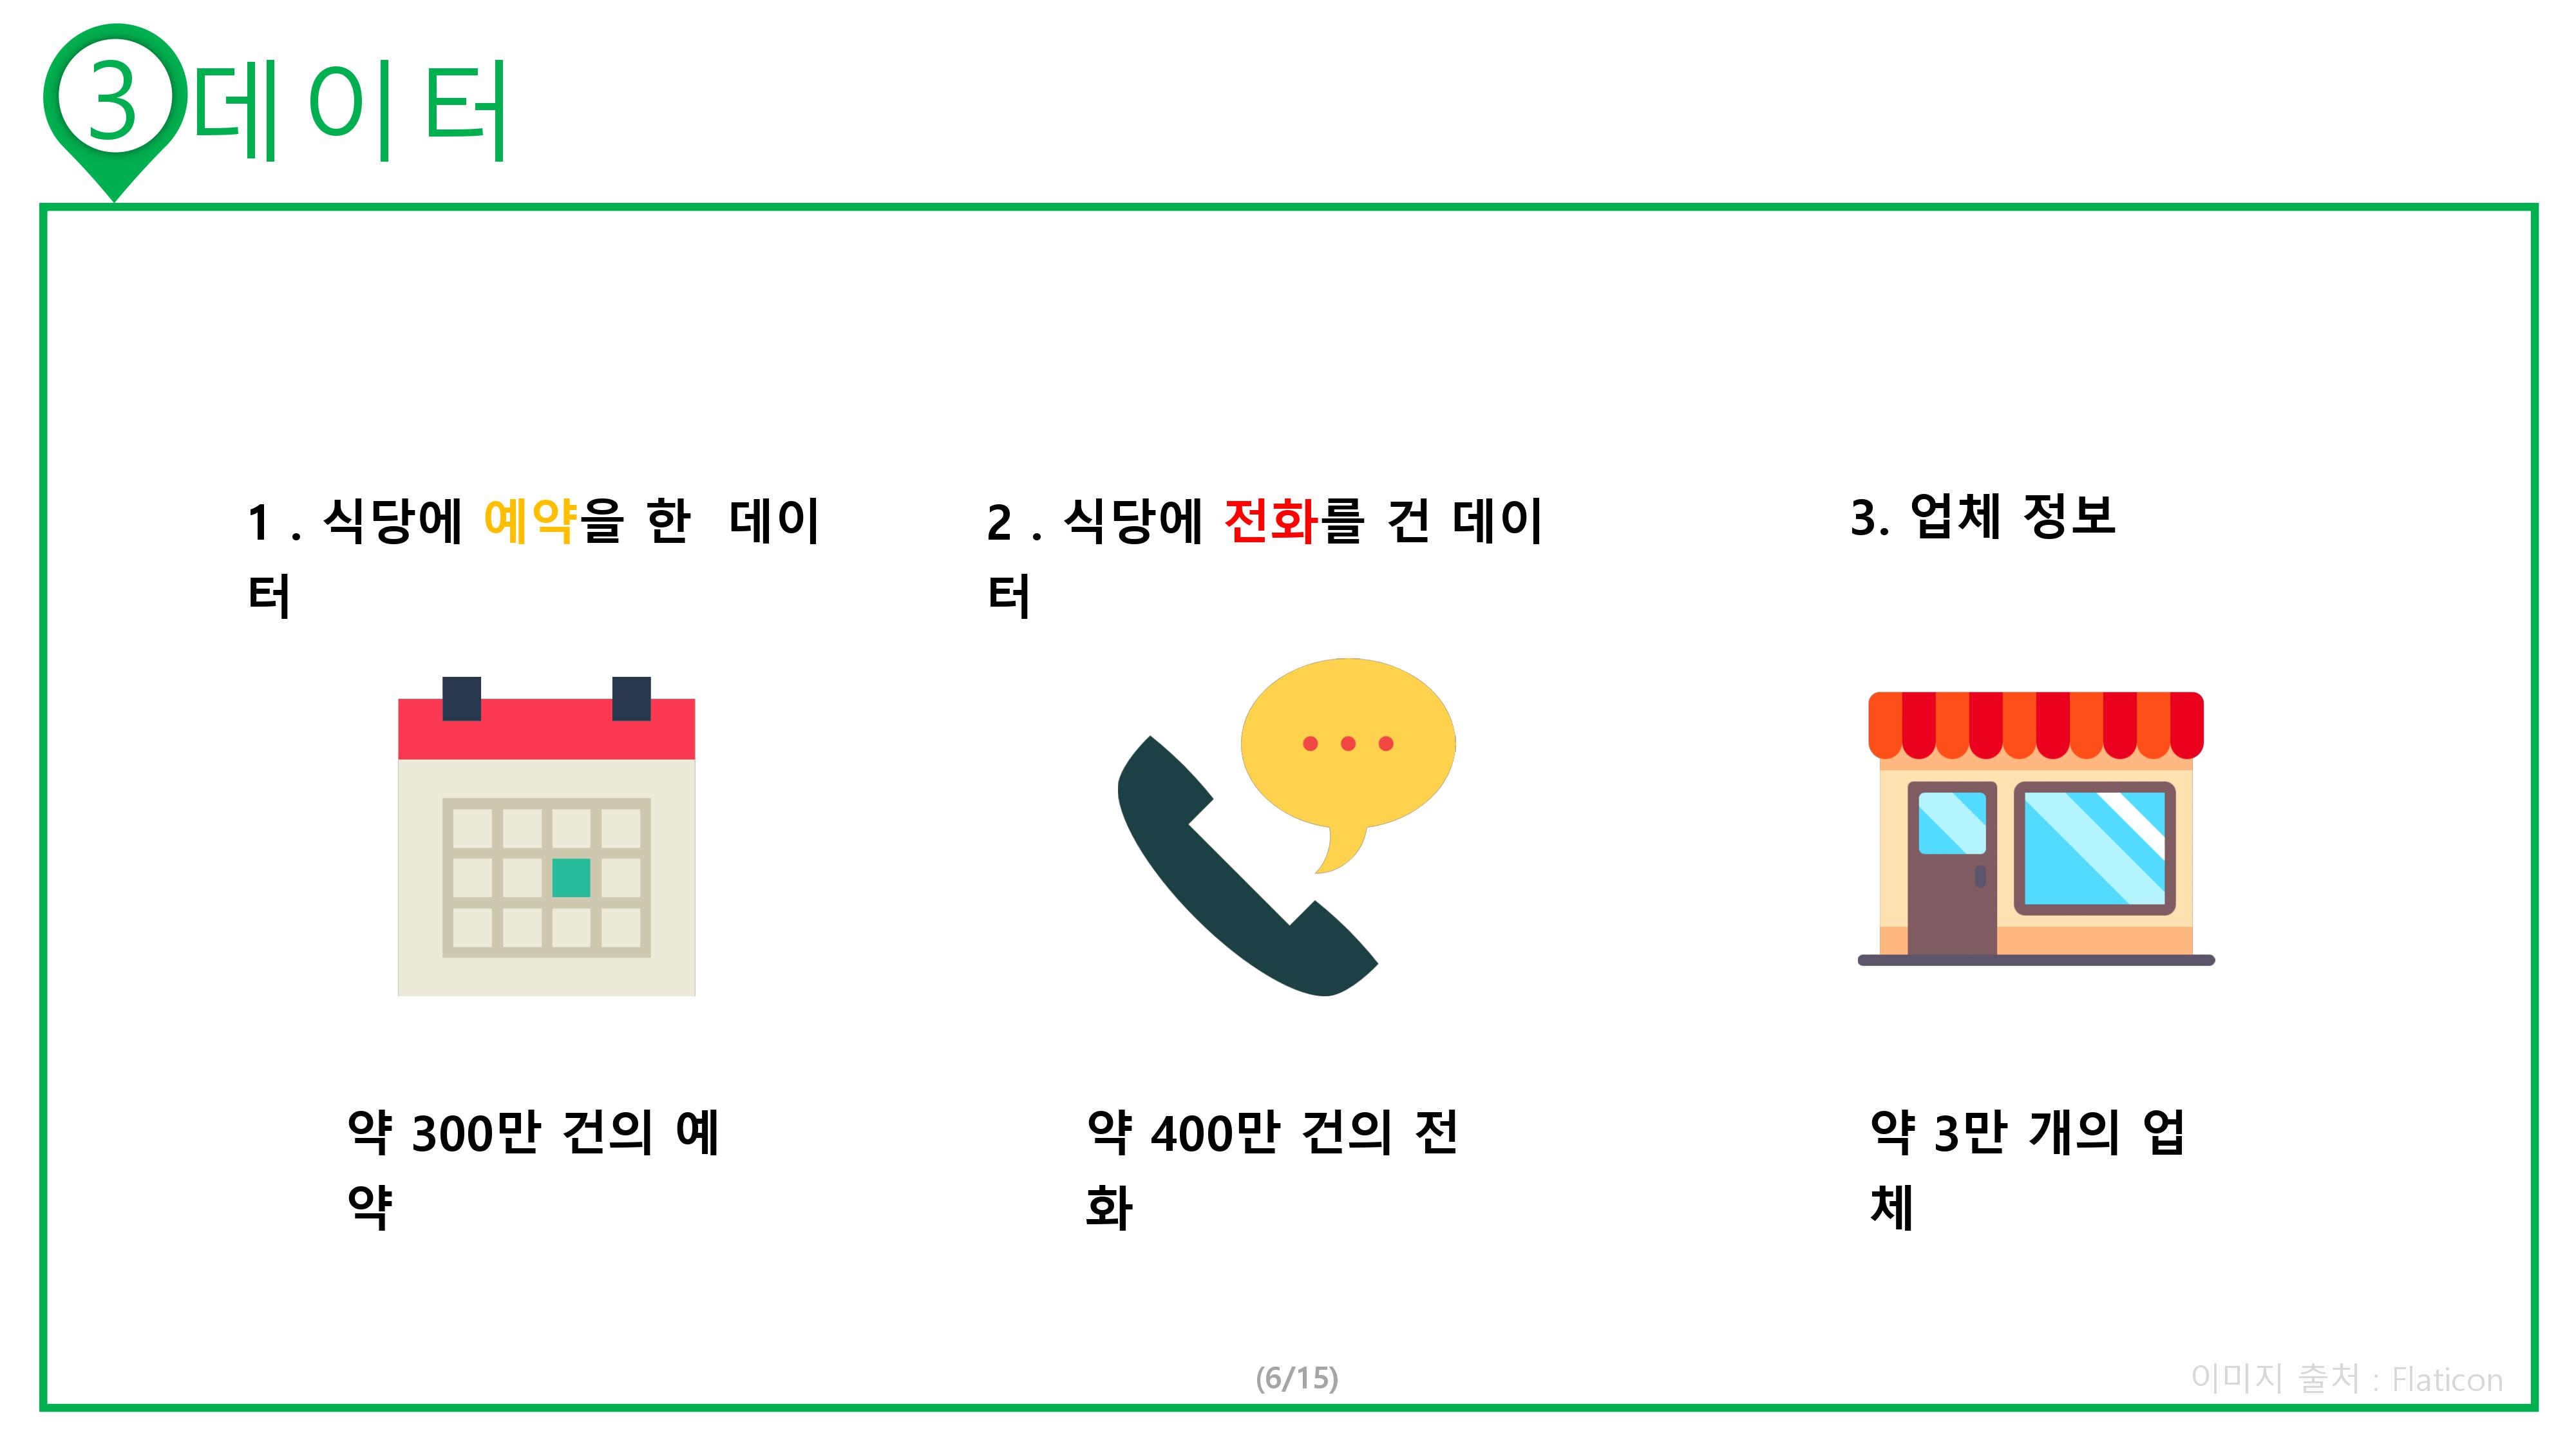 3 데이터
1 . 식당에 예약을 한  데이
터
약 300만 건의 예
약
2 . 식당에 전화를 건 데이
터
약 400만 건의 전
화
3. 업체 정보
약 3만 개의 업
체
(6/15)
이미지 출처 : Flaticon